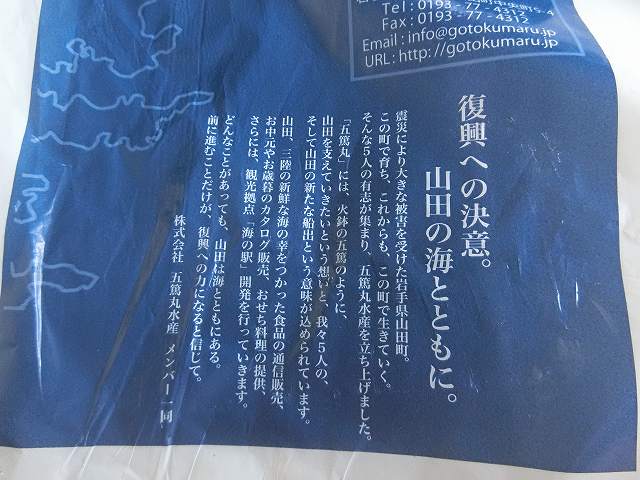 Tel : 0193 - 77 - 4312
Fax : 0193 - 77 - 4312
Email : info@gotokumaru.jp
URL : http://gotokumaru.jp
復興への決意。
山田の海とともに。
震災により大きな被害を受けた岩手県山田町。
この町で育ち、これからも、この町で生きていく。
そんな5人の有志が集まり、五篤丸水産を立ち上げました。
「五篤丸」には、火鉢の五篤のように、
山田を支えていきたいという想いと、我々5人の、
そして山田の新たな船出という意味が込められています。
山田、三陸の新鮮な海の幸をつかった食品の通信販売、
お中元やお歳暮のカタログ販売、おせち料理の提供、
さらには、観光拠点「海の駅」開発を行っていきます。
どんなことがあっても、山田は海とともにある。
前に進むことだけが、復興への力になると信じて。
株式会社 五篤丸水産 メンバー一同